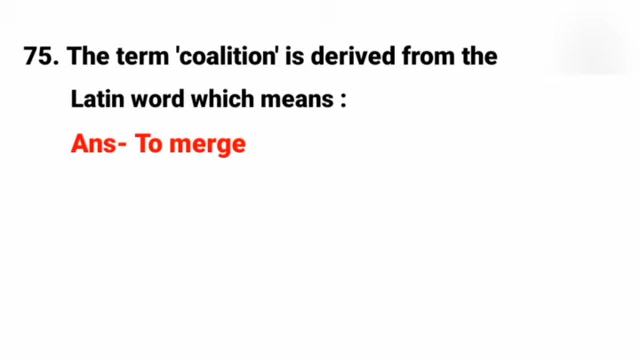 75. The term 'coalition' is derived from the
Latin word which means :
Ans- To merge